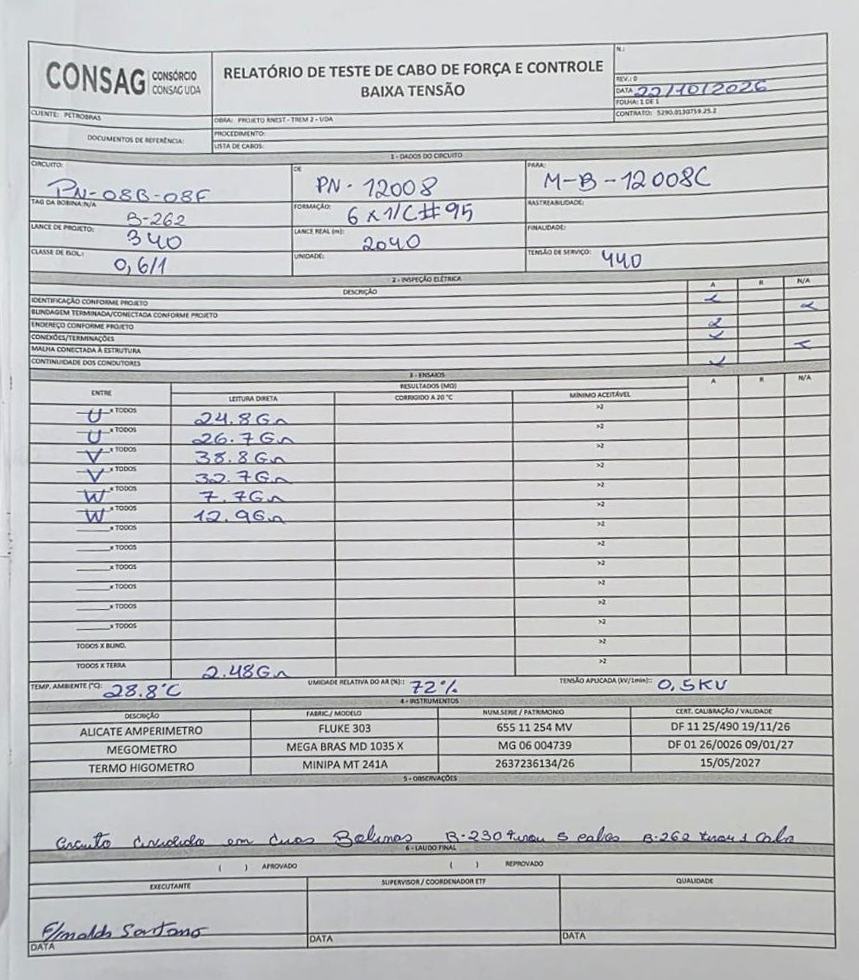 CONSAG CONSÓRCIO CONSAG UDA
RELATÓRIO DE TESTE DE CABO DE FORÇA E CONTROLE
BAIXA TENSÃO
N.:
REV.: 0
DATA 22/10/2026
FOLHA: 1 DE 1
CONTRATO: 5290.0130719.25.2
CLIENTE: PETROBRAS
OBRA: PROJETO RNEST - TREM 2 - UDA
DOCUMENTOS DE REFERÊNCIA:
PROCEDIMENTO:
LISTA DE CABOS:
1 - DADOS DO CIRCUITO
CIRCUITO: PN-08B-08F
DE PN-12008
PARA: M-B-12008C
TAG DA BOBINA: N/A B-262
FORMAÇÃO: 6x1/C#95
RASTREABILIDADE:
LANCE DE PROJETO: 340
LANCE REAL (m): 2040
FINALIDADE:
CLASSE DE ISOL.: 0,6/1
UNIDADE:
TENSÃO DE SERVIÇO: 440
2 - INSPEÇÃO ELÉTRICA
DESCRIÇÃO A R N/A
IDENTIFICAÇÃO CONFORME PROJETO
BLINDAGEM TERMINADA/CONECTADA CONFORME PROJETO
ENDEREÇO CONFORME PROJETO
CONEXÕES/TERMINAÇÕES
MALHA CONECTADA À ESTRUTURA
CONTINUIDADE DOS CONDUTORES
3 - ENSAIOS
ENTRE RESULTADOS (MΩ) A R N/A
LEITURA DIRETA CORRIGIDO A 20 °C MÍNIMO ACEITÁVEL
U x TODOS 24.8GΩ >2
U x TODOS 26.7GΩ >2
V x TODOS 38.8GΩ >2
V x TODOS 32.7GΩ >2
W x TODOS 7.7GΩ >2
W x TODOS 12.9GΩ >2
x TODOS >2
x TODOS >2
x TODOS >2
x TODOS >2
x TODOS >2
x TODOS >2
TODOS X BLIND. >2
TODOS X TERRA 2.48GΩ >2
TEMP. AMBIENTE (°C): 28.8°C
UMIDADE RELATIVA DO AR (%): 72%
TENSÃO APLICADA (kV/1min): 0,5KV
4 - INSTRUMENTOS
DESCRIÇÃO FABRIC./ MODELO NUM.SERIE / PATRIMONIO CERT. CALIBRAÇÃO / VALIDADE
ALICATE AMPERIMETRO FLUKE 303 655 11 254 MV DF 11 25/490 19/11/26
MEGOMETRO MEGA BRAS MD 1035 X MG 06 004739 DF 01 26/0026 09/01/27
TERMO HIGOMETRO MINIPA MT 241A 2637236134/26 15/05/2027
5 - OBSERVAÇÕES
Circuito dividido em duas Bobinas B-230 tirou 5 cabos B-262 tirou 1 Cabo
6 - LAUDO FINAL
( ) APROVADO ( ) REPROVADO
EXECUTANTE SUPERVISOR / COORDENADOR ETF QUALIDADE
DATA DATA DATA